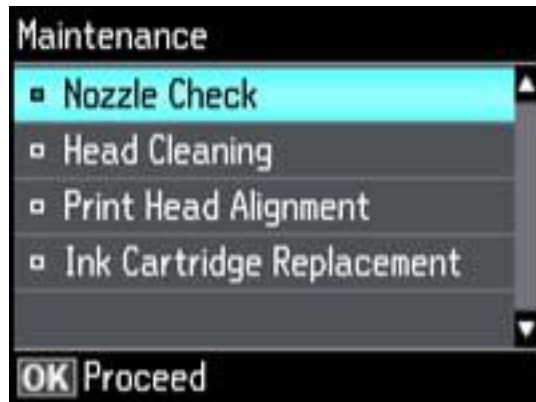 Maintenance
Nozzle Check
Head Cleaning
Print Head Alignment
Ink Cartridge Replacement
OK Proceed